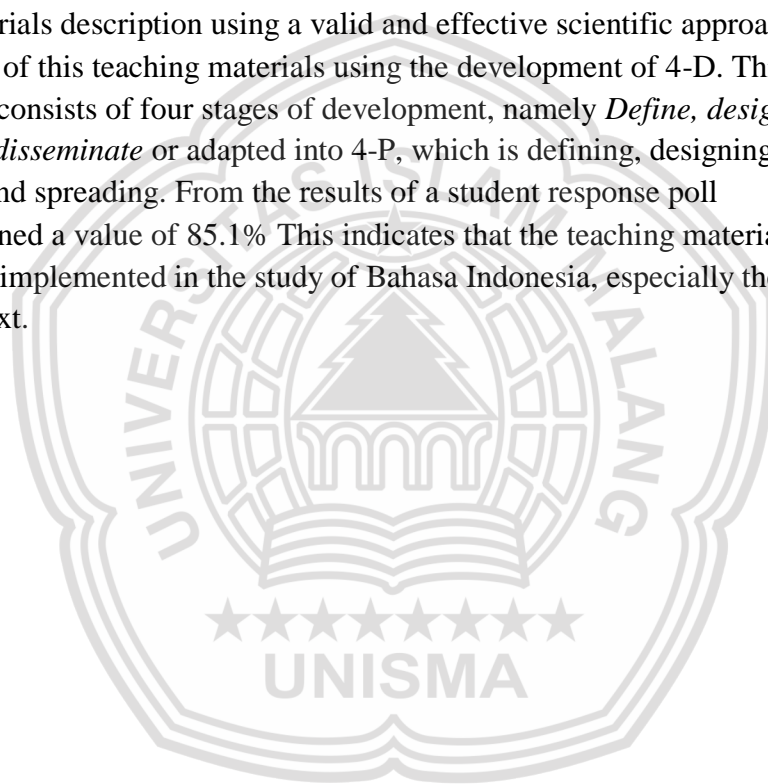 rials description using a valid and effective scientific approa
of this teaching materials using the development of 4-D. Th
consists of four stages of development, namely Define, desig
disseminate or adapted into 4-P, which is defining, designing
nd spreading. From the results of a student response poll
ned a value of 85.1% This indicates that the teaching materia
implemented in the study of Bahasa Indonesia, especially the
xt.
UNIVERSITAS ISLAM MALANG
UNISMA